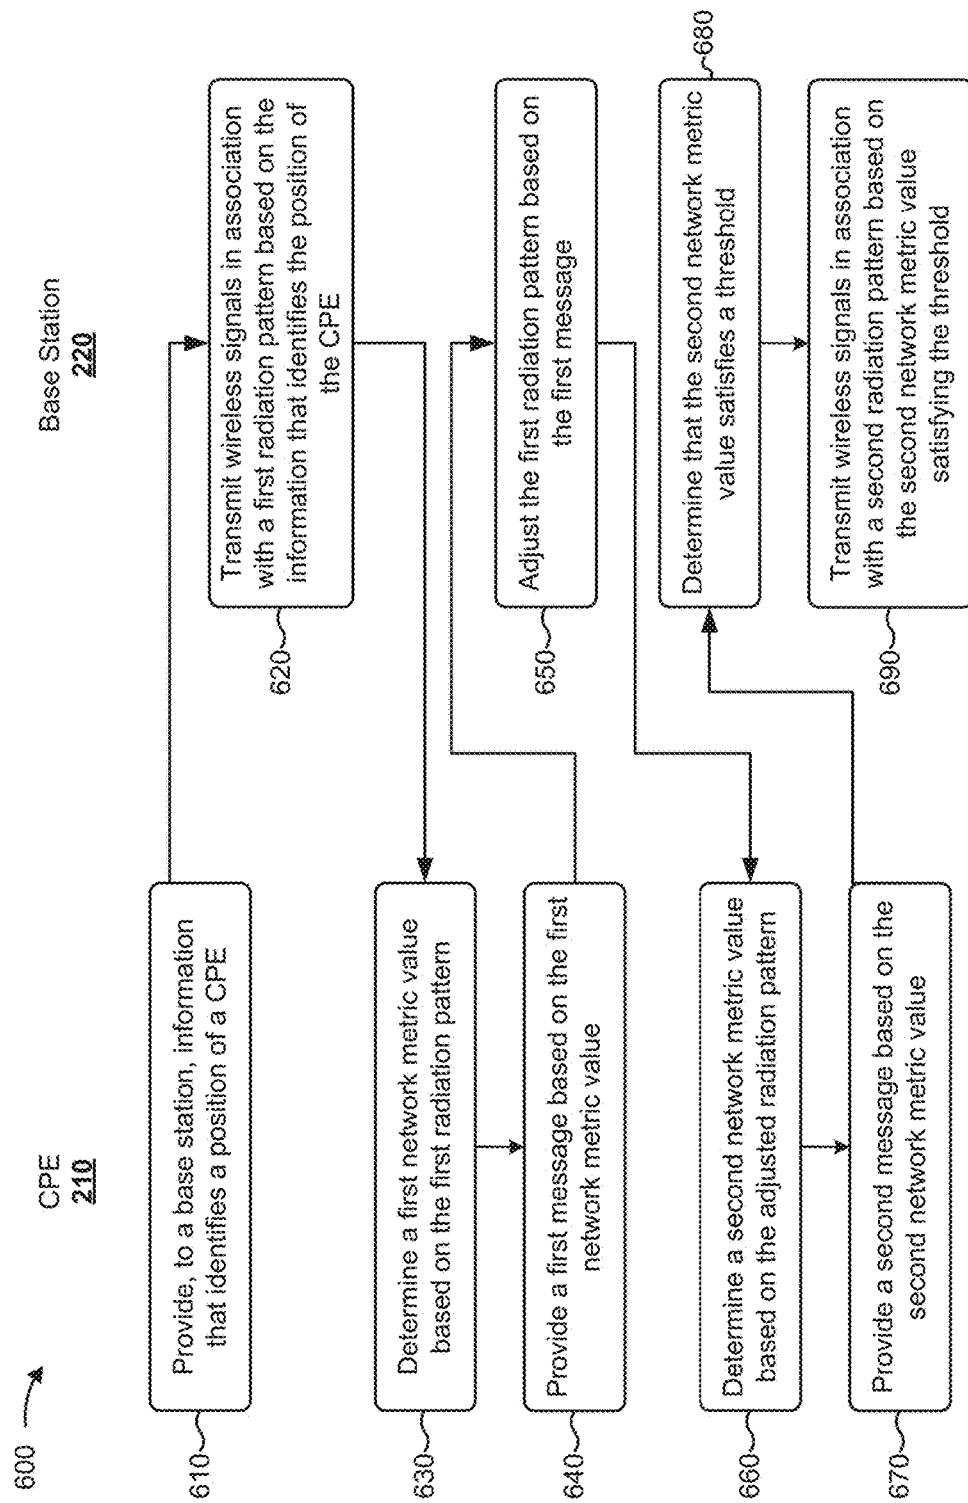 600
CPE
210
Base Station
220
610
Provide, to a base station, information
that identifies a position of a CPE
620
Transmit wireless signals in association
with a first radiation pattern based on the
information that identifies the position of
the CPE
630
Determine a first network metric value
based on the first radiation pattern
640
Provide a first message based on the first
network metric value
650
Adjust the first radiation pattern based on
the first message
660
Determine a second network metric value
based on the adjusted radiation pattern
670
Provide a second message based on the
second network metric value
680
Determine that the second network metric
value satisfies a threshold
690
Transmit wireless signals in association
with a second radiation pattern based on
the second network metric value
satisfying the threshold